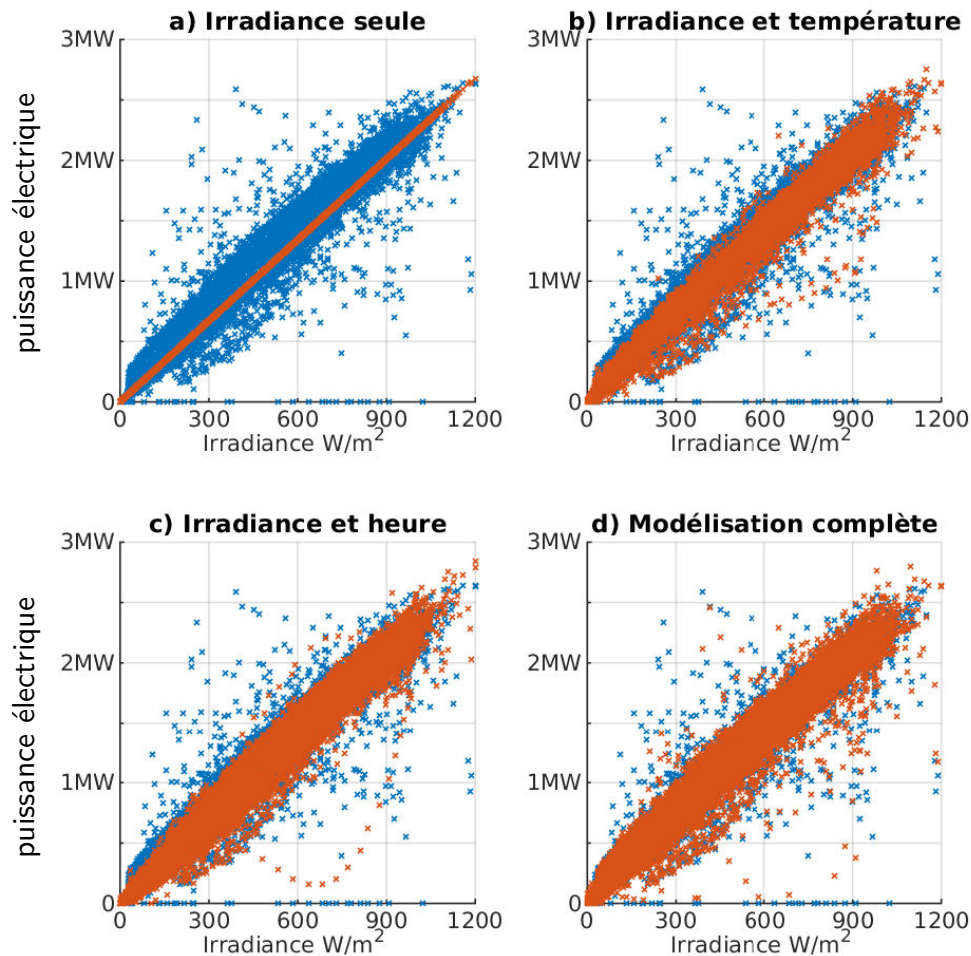 a) Irradiance seule
3MW
2MW
1MW
0
puissance électrique
0 300 600 900 1200
Irradiance W/m²
b) Irradiance et température
3MW
2MW
1MW
0
0 300 600 900 1200
Irradiance W/m²
c) Irradiance et heure
3MW
2MW
1MW
0
puissance électrique
0 300 600 900 1200
Irradiance W/m²
d) Modélisation complète
3MW
2MW
1MW
0
0 300 600 900 1200
Irradiance W/m²